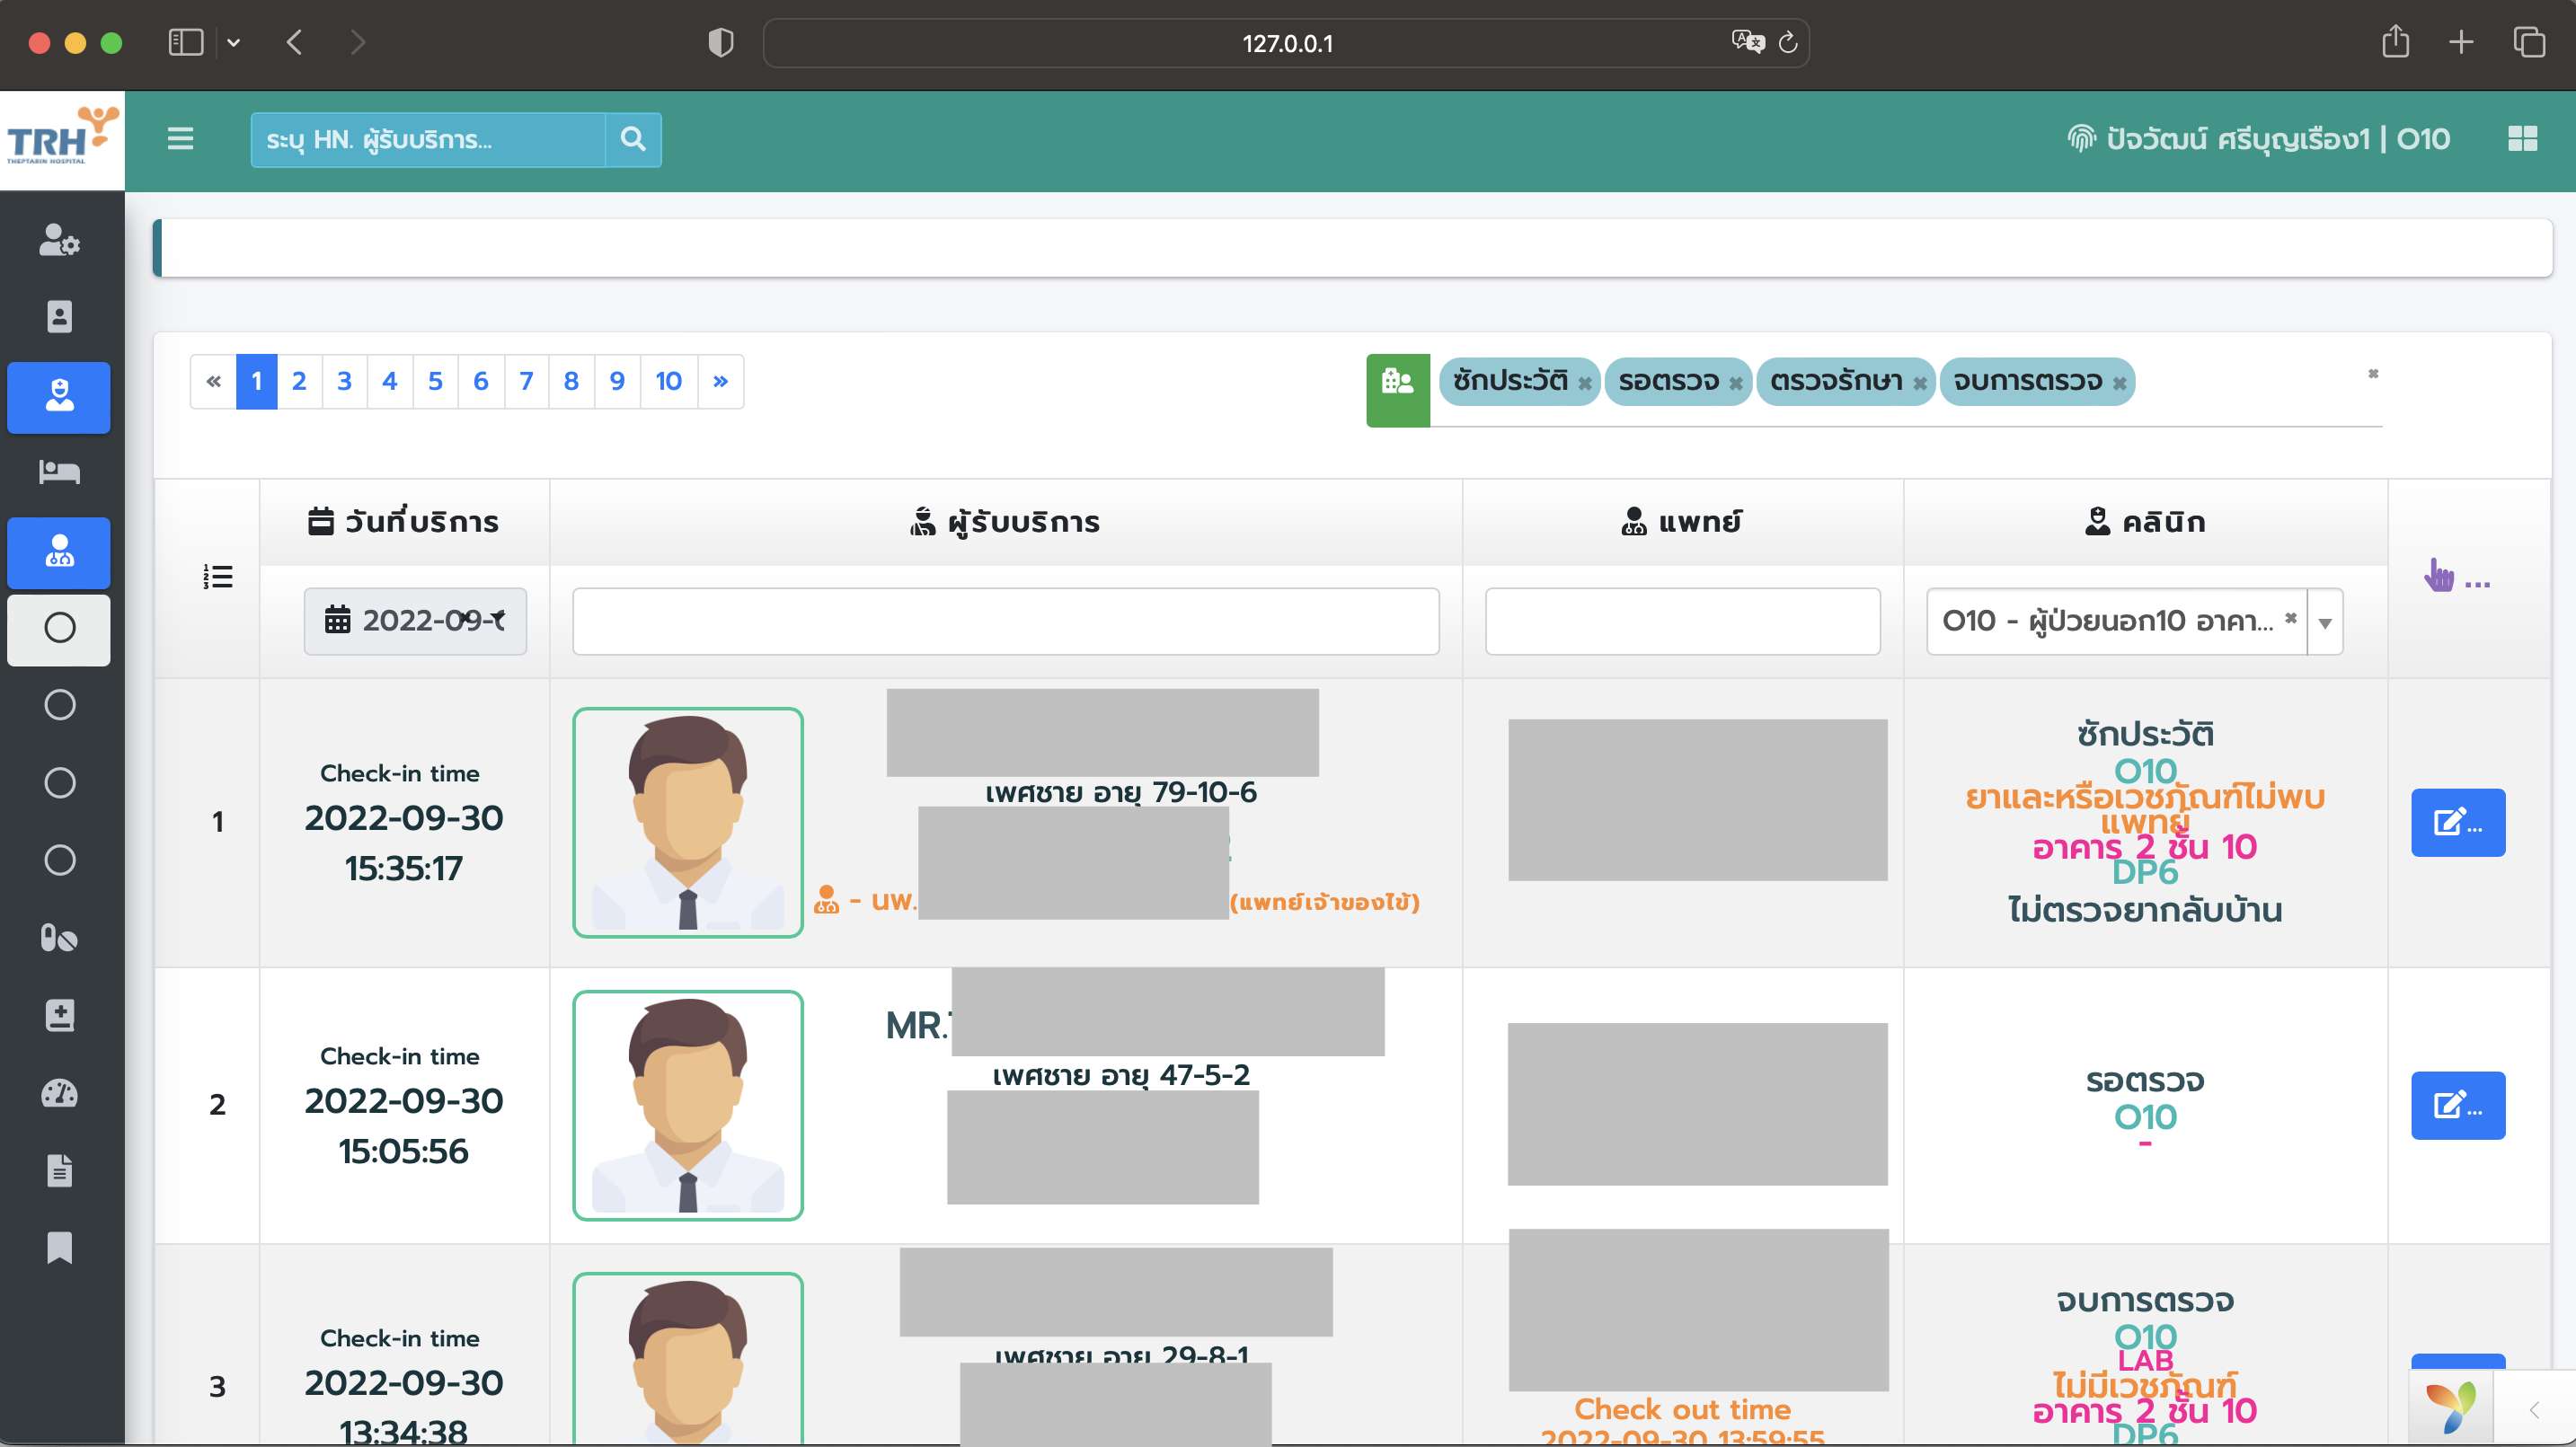 127.0.0.1
TRH
THEPTARIN HOSPITAL
ระบุ HN. ผู้รับบริการ...
ปัจวัฒน์ ศรีบุญเรือง1 | O10
« 1 2 3 4 5 6 7 8 9 10 »
ซักประวัติ × รอตรวจ × ตรวจรักษา × จบการตรวจ ×
วันที่บริการ
ผู้รับบริการ
แพทย์
คลินิก
...
2022-09-
O10 - ผู้ป่วยนอก10 อาคา... ×
1
Check-in time
2022-09-30
15:35:17
เพศชาย อายุ 79-10-6
- นพ.
(แพทย์เจ้าของไข้)
ซักประวัติ
O10
ยาและหรือเวชภัณฑ์ไม่พบ
แพทย์
อาคาร 2 ชั้น 10
DP6
ไม่ตรวจยากลับบ้าน
...
2
Check-in time
2022-09-30
15:05:56
MR.
เพศชาย อายุ 47-5-2
รอตรวจ
O10
-
...
3
Check-in time
2022-09-30
13:34:38
เพศชาย อายุ 29-8-1
Check out time
2022-09-30 13:59:55
จบการตรวจ
O10
LAB
ไม่มีเวชภัณฑ์
อาคาร 2 ชั้น 10
DP6